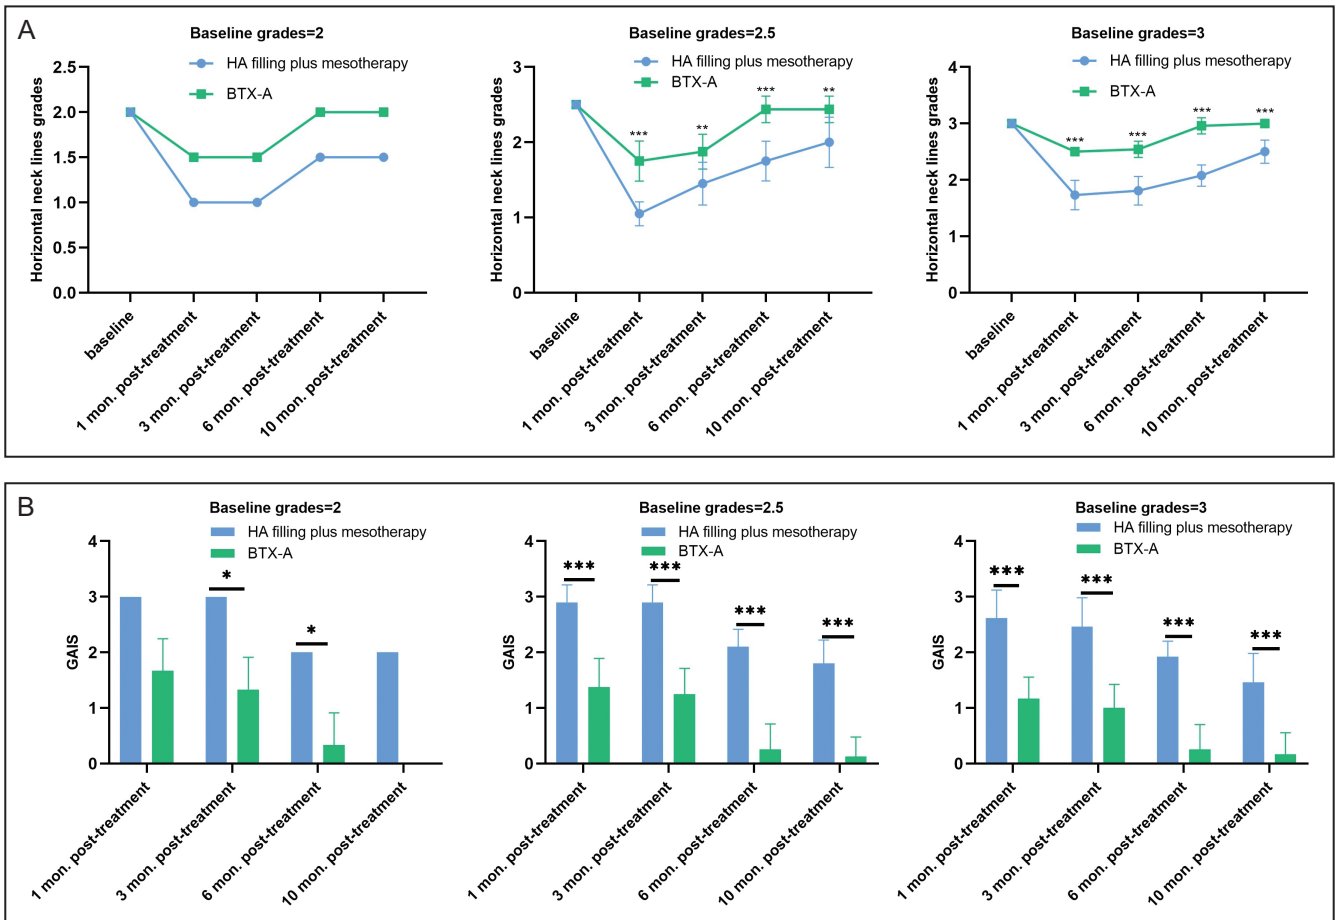 A
Baseline grades=2
HA filling plus mesotherapy
BTX-A
Horizontal neck lines grades
2.5
2.0
1.5
1.0
0.5
0.0
baseline
1 mon. post-treatment
3 mon. post-treatment
6 mon. post-treatment
10 mon. post-treatment
Baseline grades=2.5
HA filling plus mesotherapy
BTX-A
Horizontal neck lines grades
3
2
1
0
***
**
***
**
baseline
1 mon. post-treatment
3 mon. post-treatment
6 mon. post-treatment
10 mon. post-treatment
Baseline grades=3
HA filling plus mesotherapy
BTX-A
Horizontal neck lines grades
4
3
2
1
0
***
***
***
***
baseline
1 mon. post-treatment
3 mon. post-treatment
6 mon. post-treatment
10 mon. post-treatment
B
Baseline grades=2
HA filling plus mesotherapy
BTX-A
GAIS
4
3
2
1
0
*
*
1 mon. post-treatment
3 mon. post-treatment
6 mon. post-treatment
10 mon. post-treatment
Baseline grades=2.5
HA filling plus mesotherapy
BTX-A
GAIS
4
3
2
1
0
***
***
***
***
1 mon. post-treatment
3 mon. post-treatment
6 mon. post-treatment
10 mon. post-treatment
Baseline grades=3
HA filling plus mesotherapy
BTX-A
GAIS
4
3
2
1
0
***
***
***
***
1 mon. post-treatment
3 mon. post-treatment
6 mon. post-treatment
10 mon. post-treatment